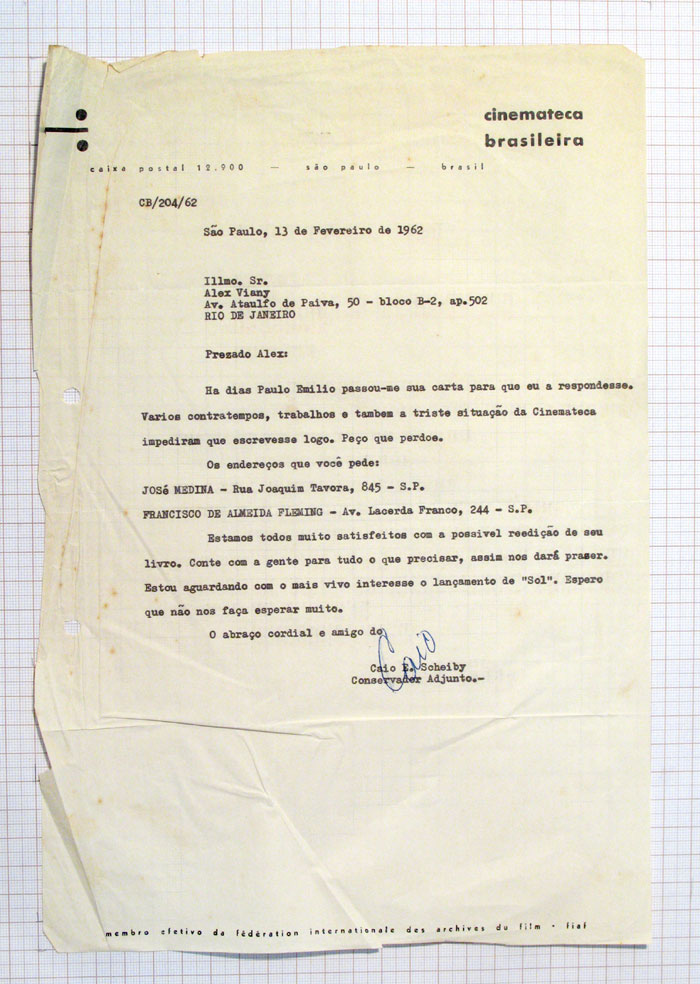 cinemateca
brasileira
caixa postal 12.900 — são paulo — brasil
CB/204/62
São Paulo, 13 de Fevereiro de 1962
Illmo. Sr.
Alex Viany
Av. Ataulfo de Paiva, 50 - bloco B-2, ap.502
RIO DE JANEIRO
Prezado Alex:
Ha dias Paulo Emilio passou-me sua carta para que eu a respondesse.
Varios contratempos, trabalhos e tambem a triste situação da Cinemateca
impediram que escrevesse logo. Peço que perdoe.
Os endereços que você pede:
JOSé MEDINA - Rua Joaquim Tavora, 845 - S.P.
FRANCISCO DE ALMEIDA FLEMING - Av. Lacerda Franco, 244 - S.P.
Estamos todos muito satisfeitos com a possivel reedição de seu
livro. Conte com a gente para tudo o que precisar, assim nos dará praser.
Estou aguardando com o mais vivo interesse o lançamento de "Sol". Espero
que não nos faça esperar muito.
O abraço cordial e amigo do
Caio
Caio E. Scheiby
Conservador Adjunto.-
membro efetivo da fédération internationale des archives du film - fiaf